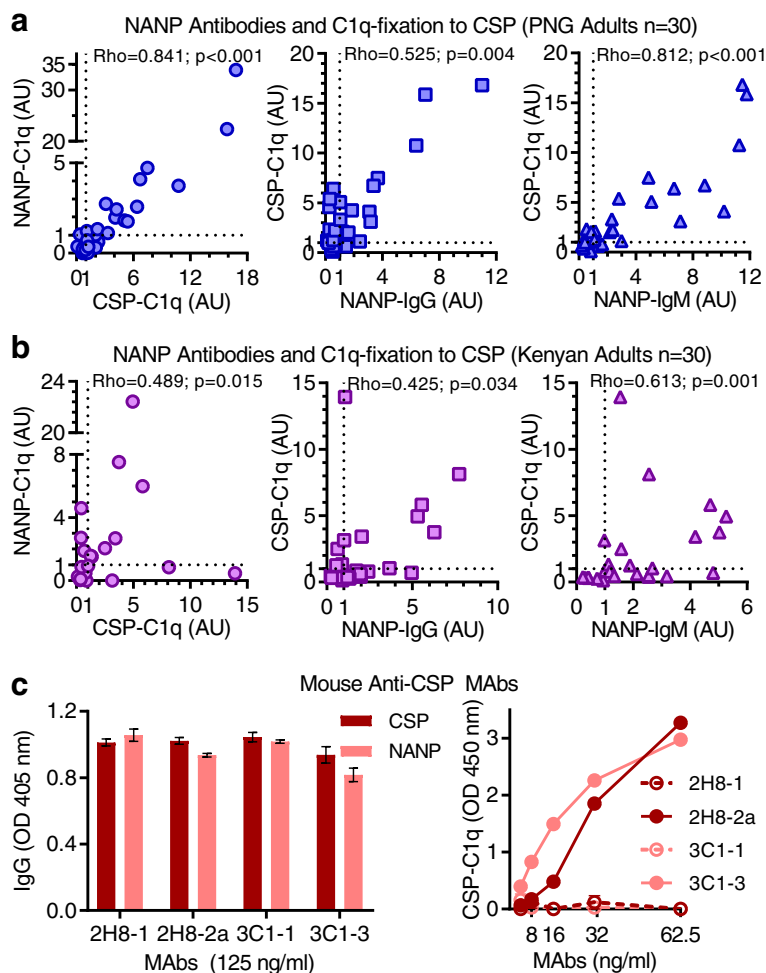 a
NANP Antibodies and C1q-fixation to CSP (PNG Adults n=30)
Rho=0.841; p<0.001
NANP-C1q (AU)
35
20
5
1
0
01 6 12 18
CSP-C1q (AU)
Rho=0.525; p=0.004
CSP-C1q (AU)
20
15
10
5
1
0
01 4 8 12
NANP-IgG (AU)
Rho=0.812; p<0.001
CSP-C1q (AU)
20
15
10
5
1
0
01 4 8 12
NANP-IgM (AU)
b
NANP Antibodies and C1q-fixation to CSP (Kenyan Adults n=30)
Rho=0.489; p=0.015
NANP-C1q (AU)
24
20
8
4
1
0
01 5 10 15
CSP-C1q (AU)
Rho=0.425; p=0.034
CSP-C1q (AU)
15
10
5
1
0
0 1 5 10
NANP-IgG (AU)
Rho=0.613; p=0.001
CSP-C1q (AU)
15
10
5
1
0
0 1 2 4 6
NANP-IgM (AU)
c
Mouse Anti-CSP MAbs
IgG (OD 405 nm)
1.2
0.8
0.4
0.0
CSP
NANP
2H8-1 2H8-2a 3C1-1 3C1-3
MAbs (125 ng/ml)
CSP-C1q (OD 450 nm)
3
2
1
0
2H8-1
2H8-2a
3C1-1
3C1-3
8 16 32 62.5
MAbs (ng/ml)